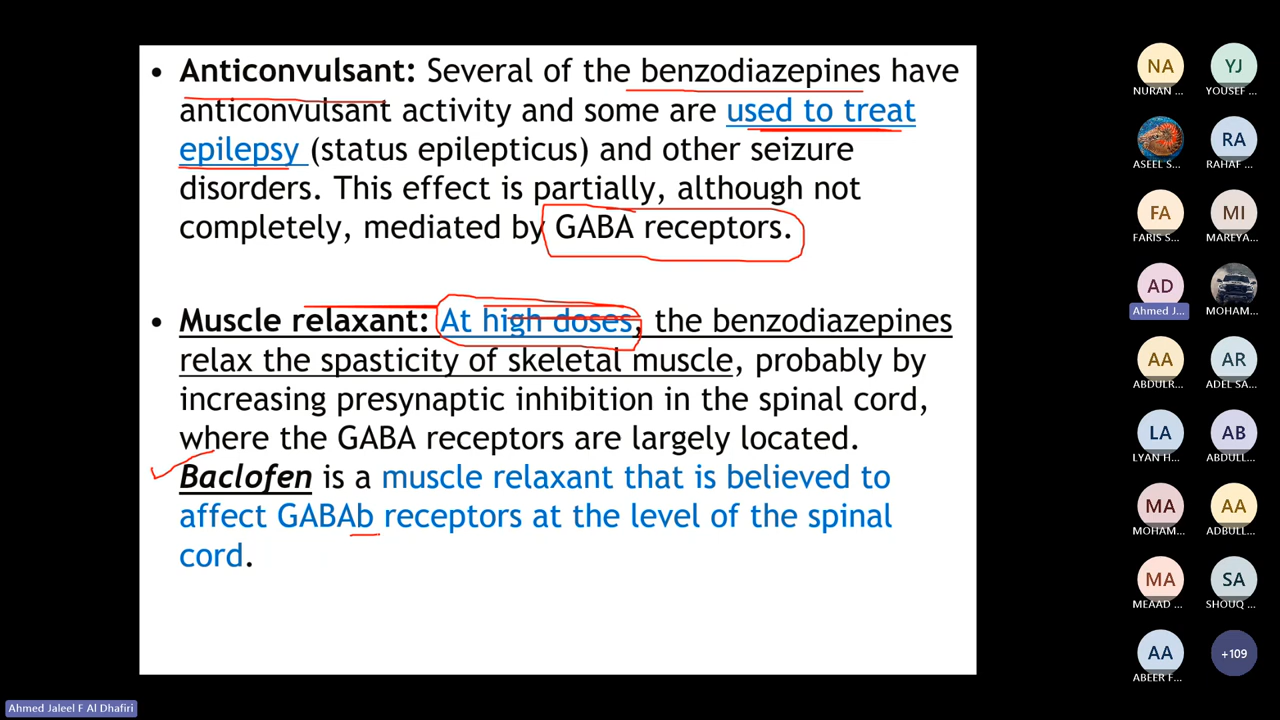 • Anticonvulsant: Several of the benzodiazepines have
anticonvulsant activity and some are used to treat
epilepsy (status epilepticus) and other seizure
disorders. This effect is partially, although not
completely, mediated by GABA receptors.
• Muscle relaxant: At high doses, the benzodiazepines
relax the spasticity of skeletal muscle, probably by
increasing presynaptic inhibition in the spinal cord,
where the GABA receptors are largely located.
Baclofen is a muscle relaxant that is believed to
affect GABAb receptors at the level of the spinal
cord.
NA
NURAN ...
YJ
YOUSEF ...
ASEEL S...
RA
RAHAF ...
FA
FARIS S...
MI
MAREYA...
AD
Ahmed J...
MOHAM...
AA
ABDULR...
AR
ADEL SA...
LA
LYAN H...
AB
ABDULL...
MA
MOHAM...
AA
ADBULL...
MA
MEAAD ...
SA
SHOUQ ...
AA
ABEER F...
+109
Ahmed Jaleel F Al Dhafiri